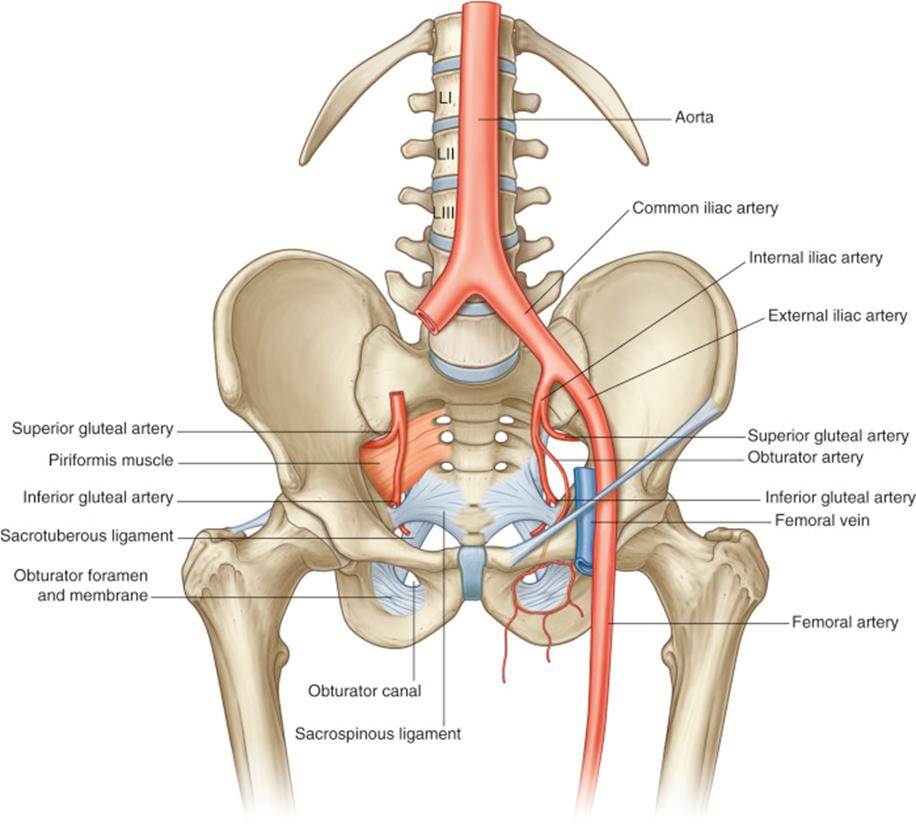 LI
Aorta
LII
LIII
Common iliac artery
Internal iliac artery
External iliac artery
Superior gluteal artery
Piriformis muscle
Inferior gluteal artery
Sacrotuberous ligament
Obturator foramen
and membrane
Superior gluteal artery
Obturator artery
Inferior gluteal artery
Femoral vein
Femoral artery
Obturator canal
Sacrospinous ligament